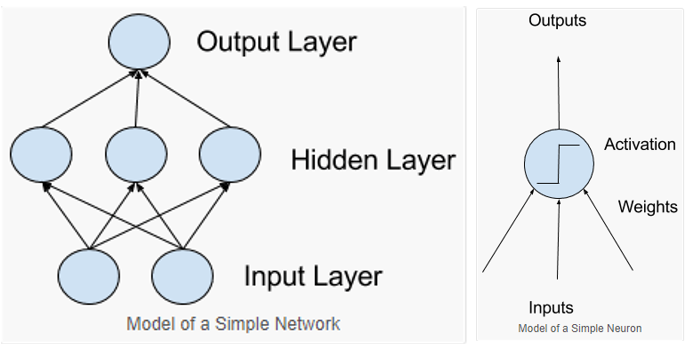 Output Layer
Hidden Layer
Input Layer
Model of a Simple Network
Outputs
Activation
Weights
Inputs
Model of a Simple Neuron